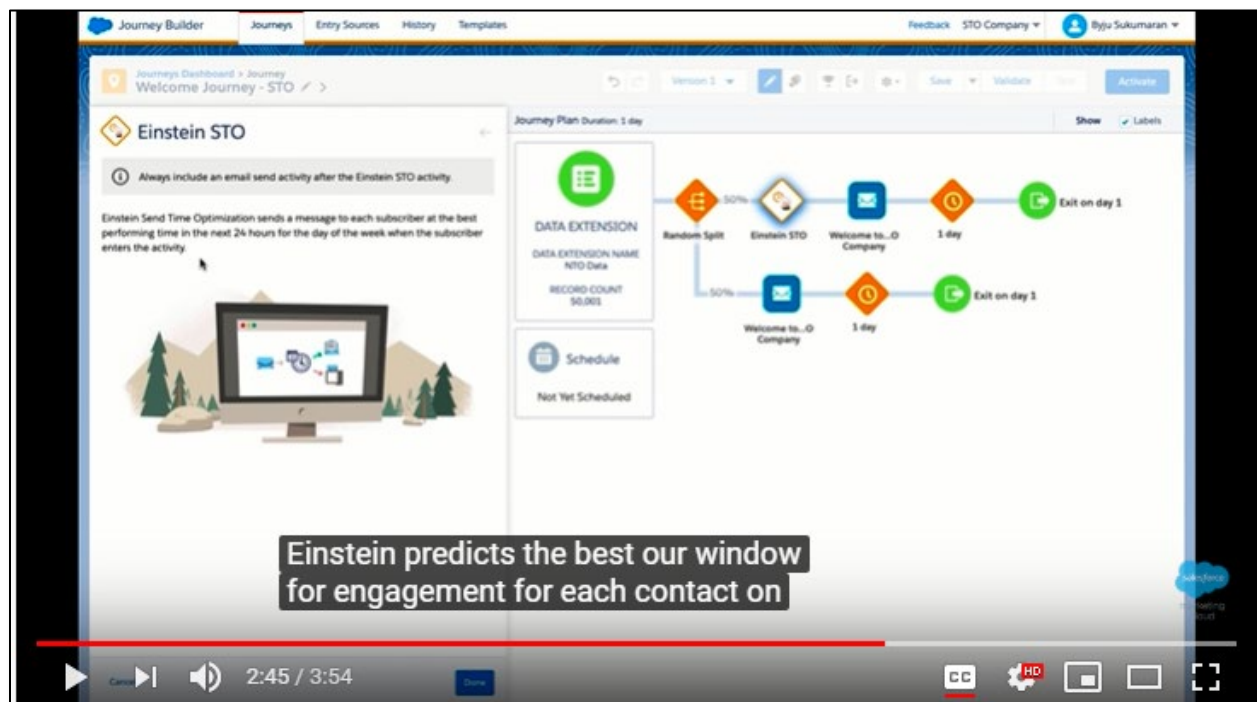 Journey Builder
Journeys
Entry Sources
History
Templates
Feedback
STO Company
Byju Sukumaran
Journeys Dashboard > Journey
Welcome Journey - STO
Version 1
Save
Validate
Activate
Einstein STO
Always include an email send activity after the Einstein STO activity.
Einstein Send Time Optimization sends a message to each subscriber at the best
performing time in the next 24 hours for the day of the week when the subscriber
enters the activity.
Journey Plan Duration: 1 day
Show
Labels
DATA EXTENSION
DATA EXTENSION NAME
NTO Data
RECORD COUNT
50,001
Schedule
Not Yet Scheduled
50%
Random Split
Einstein STO
Welcome to...O
Company
1 day
Exit on day 1
50%
Welcome to...O
Company
1 day
Exit on day 1
Einstein predicts the best our window
for engagement for each contact on
salesforce
2:45 / 3:54
Done
CC
HD